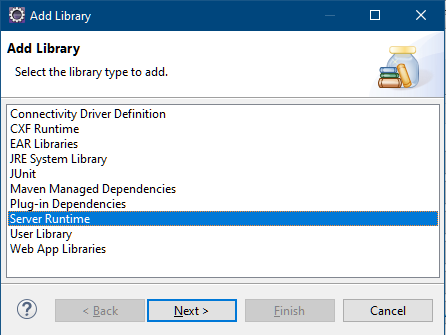 Add Library
Add Library
Select the library type to add.
Connectivity Driver Definition
CXF Runtime
EAR Libraries
JRE System Library
JUnit
Maven Managed Dependencies
Plug-in Dependencies
Server Runtime
User Library
Web App Libraries
?
< Back
Next >
Finish
Cancel